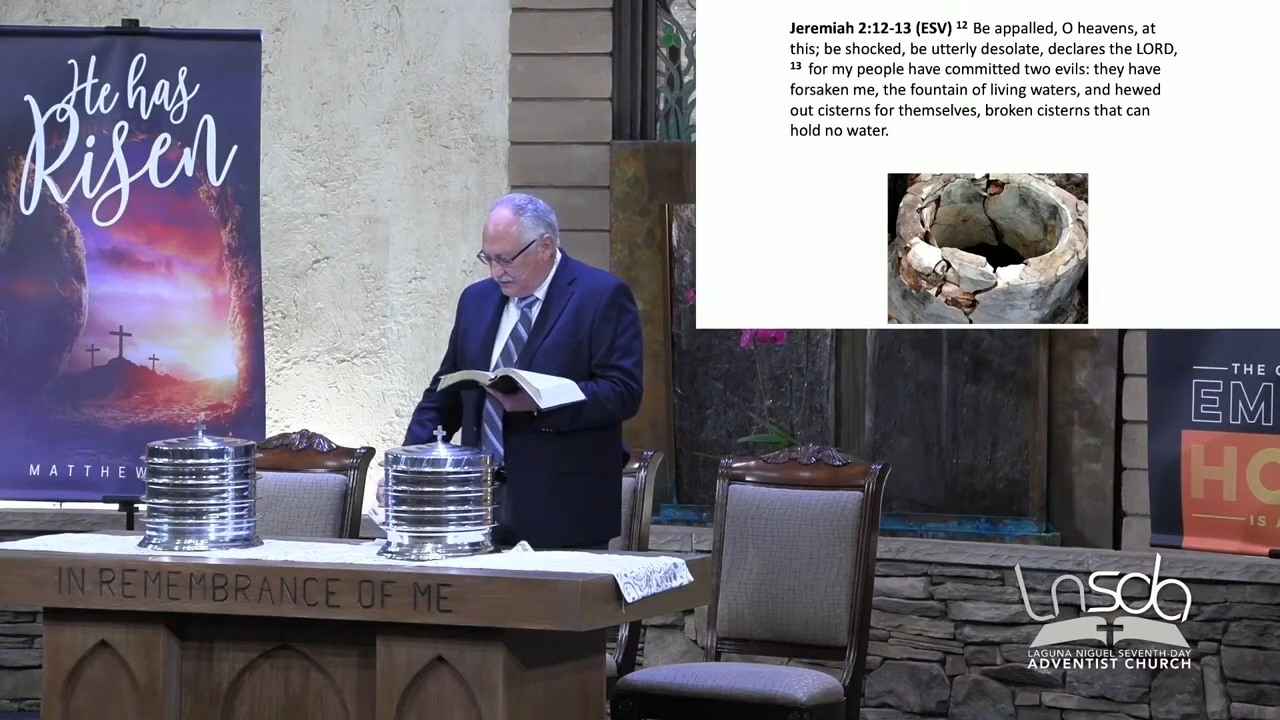 He has
Risen
MATTHEW
Jeremiah 2:12-13 (ESV) 12 Be appalled, O heavens, at
this; be shocked, be utterly desolate, declares the LORD,
13 for my people have committed two evils: they have
forsaken me, the fountain of living waters, and hewed
out cisterns for themselves, broken cisterns that can
hold no water.
THE
EM
HO
IS
IN REMEMBRANCE OF ME
LNSDA
LAGUNA NIGUEL SEVENTH-DAY
ADVENTIST CHURCH